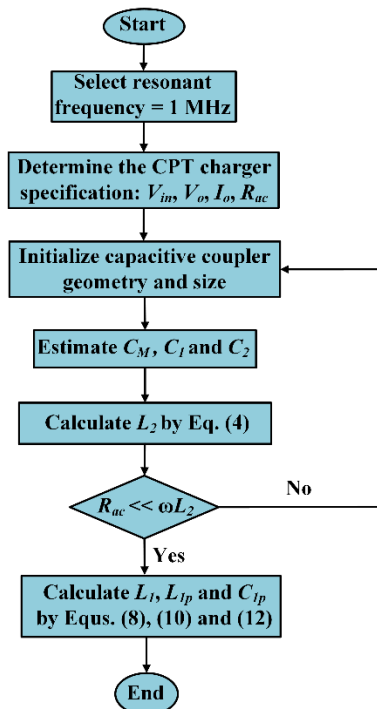 Start
Select resonant
frequency = 1 MHz
Determine the CPT charger
specification: Vin, Vo, Io, Rac
Initialize capacitive coupler
geometry and size
Estimate CM, C1 and C2
Calculate L2 by Eq. (4)
Rac << ωL2
No
Yes
Calculate L1, L1p and C1p
by Equs. (8), (10) and (12)
End